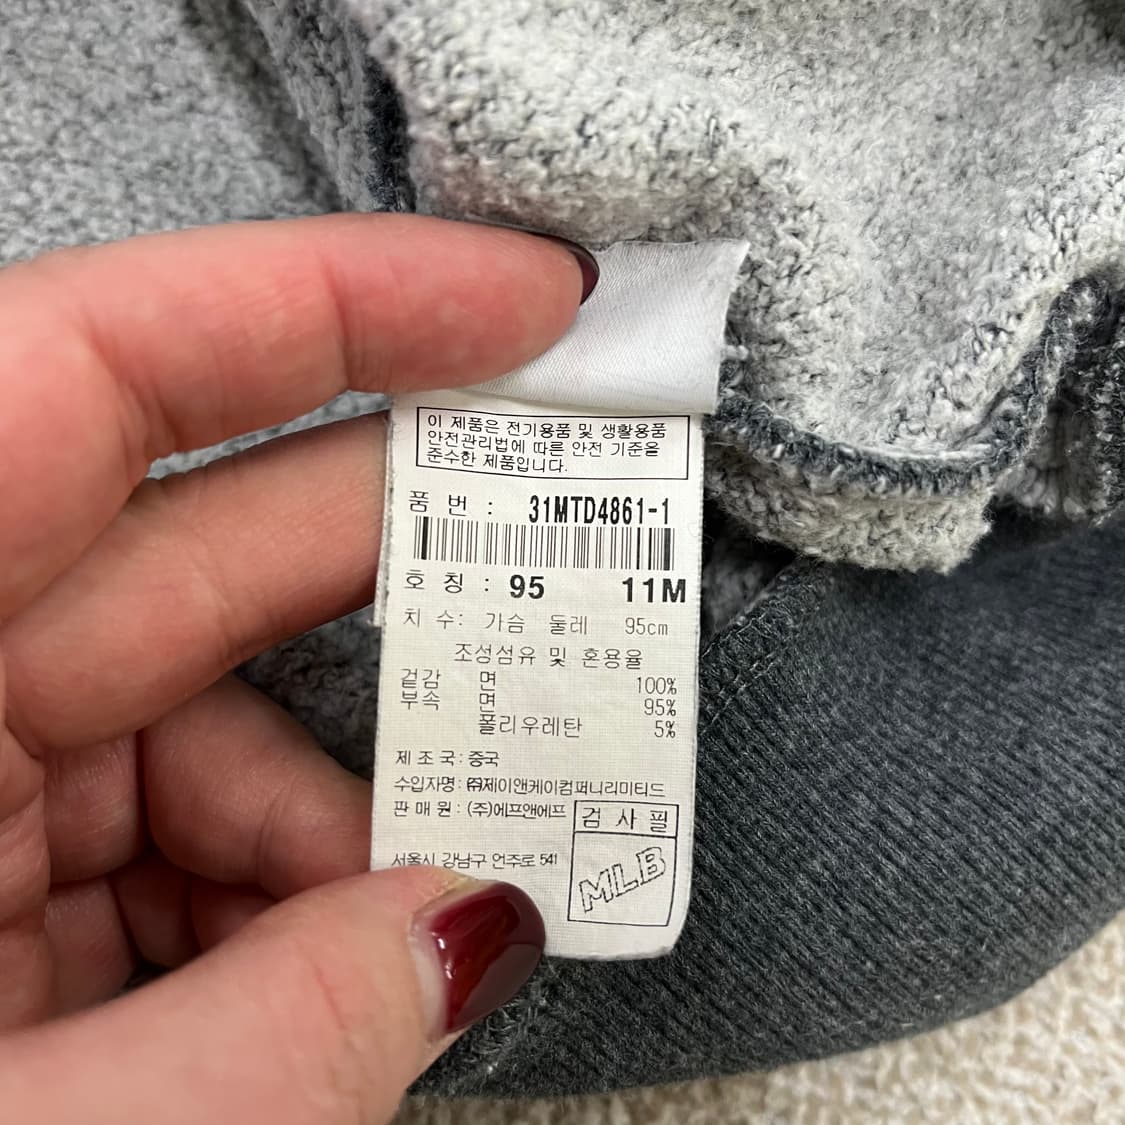 이 제품은 전기용품 및 생활용품
안전관리법에 따른 안전 기준을
준수한 제품입니다.
품 번 : 31MTD4861-1
호 칭 : 95 11M
치 수: 가슴 둘레 95cm
조성섬유 및 혼용율
겉감 면 100%
부속 면 95%
폴리우레탄 5%
제 조 국: 중국
수입자명: ㈜제이앤케이컴퍼니리미티드
판 매 원 : (주)에프앤에프
검 사 필
서울시 강남구 언주로 541
MLB